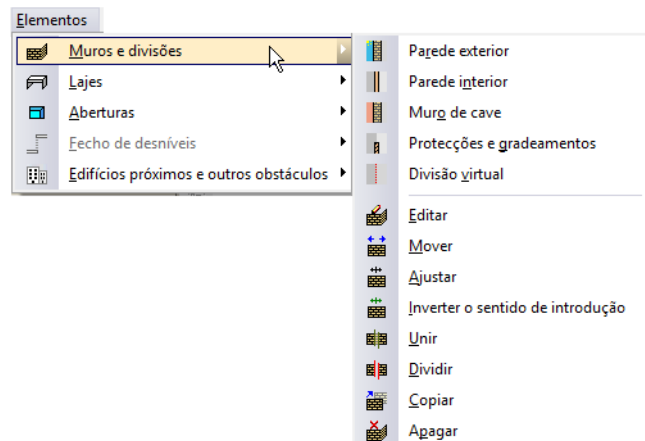 Elementos
Muros e divisões
Lajes
Aberturas
Fecho de desníveis
Edifícios próximos e outros obstáculos
Parede exterior
Parede interior
Muro de cave
Protecções e gradeamentos
Divisão virtual
Editar
Mover
Ajustar
Inverter o sentido de introdução
Unir
Dividir
Copiar
Apagar